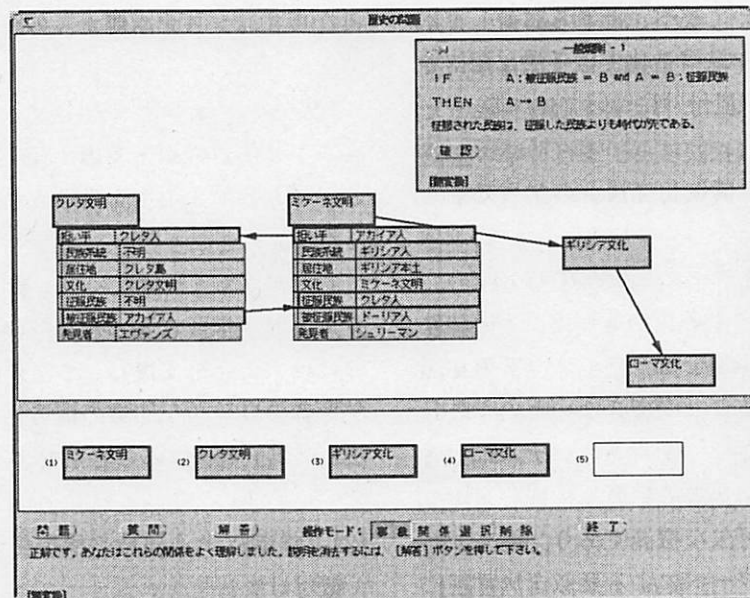 歴史の問題
一般規則 - 1
IF A：被征服民族 = B and A = B：征服民族
THEN A → B
征服された民族は、征服した民族よりも時代が先である。
確認
[願変換]
クレタ文明
担い手 クレタ人
民族系統 不明
居住地 クレタ島
文化 クレタ文明
征服民族 不明
被征服民族 アカイア人
発見者 エヴァンズ
ミケーネ文明
担い手 アカイア人
民族系統 ギリシア人
居住地 ギリシア本土
文化 ミケーネ文明
征服民族 クレタ人
被征服民族 ドーリア人
発見者 シュリーマン
ギリシア文化
ローマ文化
(1) ミケーネ文明 (2) クレタ文明 (3) ギリシア文化 (4) ローマ文化 (5)
問題 質問 解答 操作モード： 事象 関係 選択 削除 終了
正解です。あなたはこれらの関係をよく理解しました。説明を消去するには、[解答] ボタンを押して下さい。